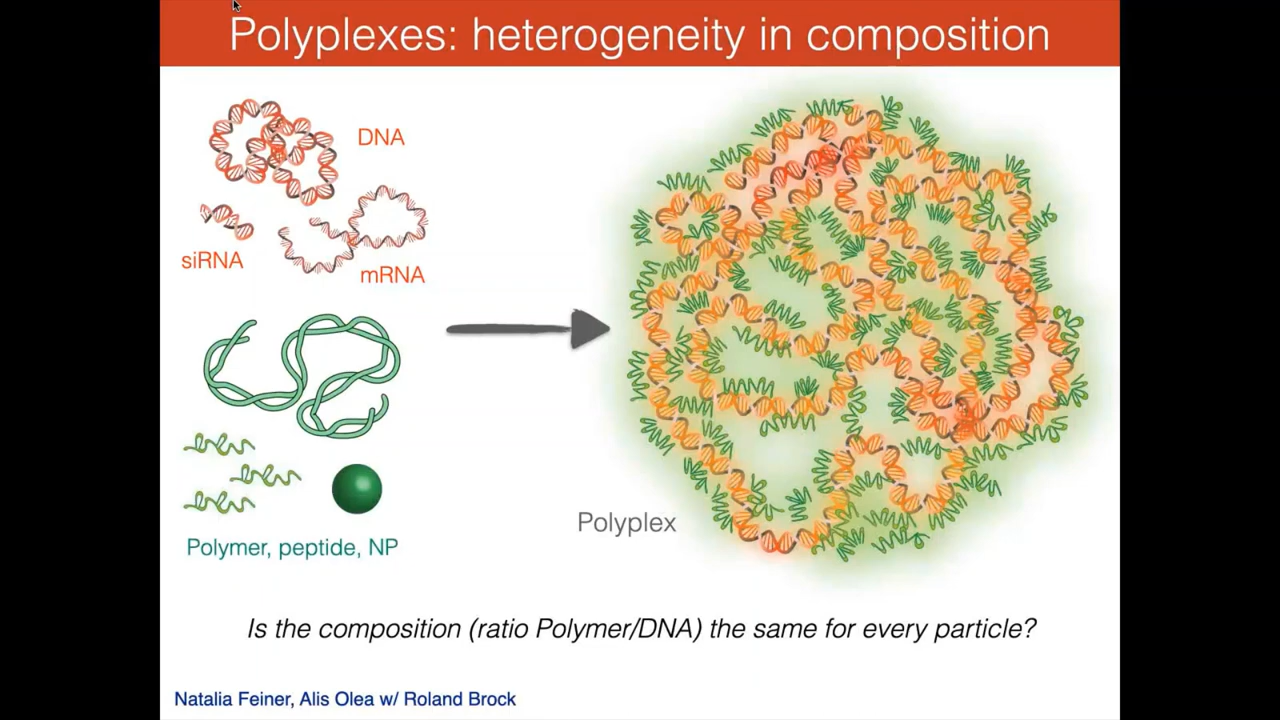 Polyplexes: heterogeneity in composition
DNA
siRNA
mRNA
Polymer, peptide, NP
Polyplex
Is the composition (ratio Polymer/DNA) the same for every particle?
Natalia Feiner, Alis Olea w/ Roland Brock